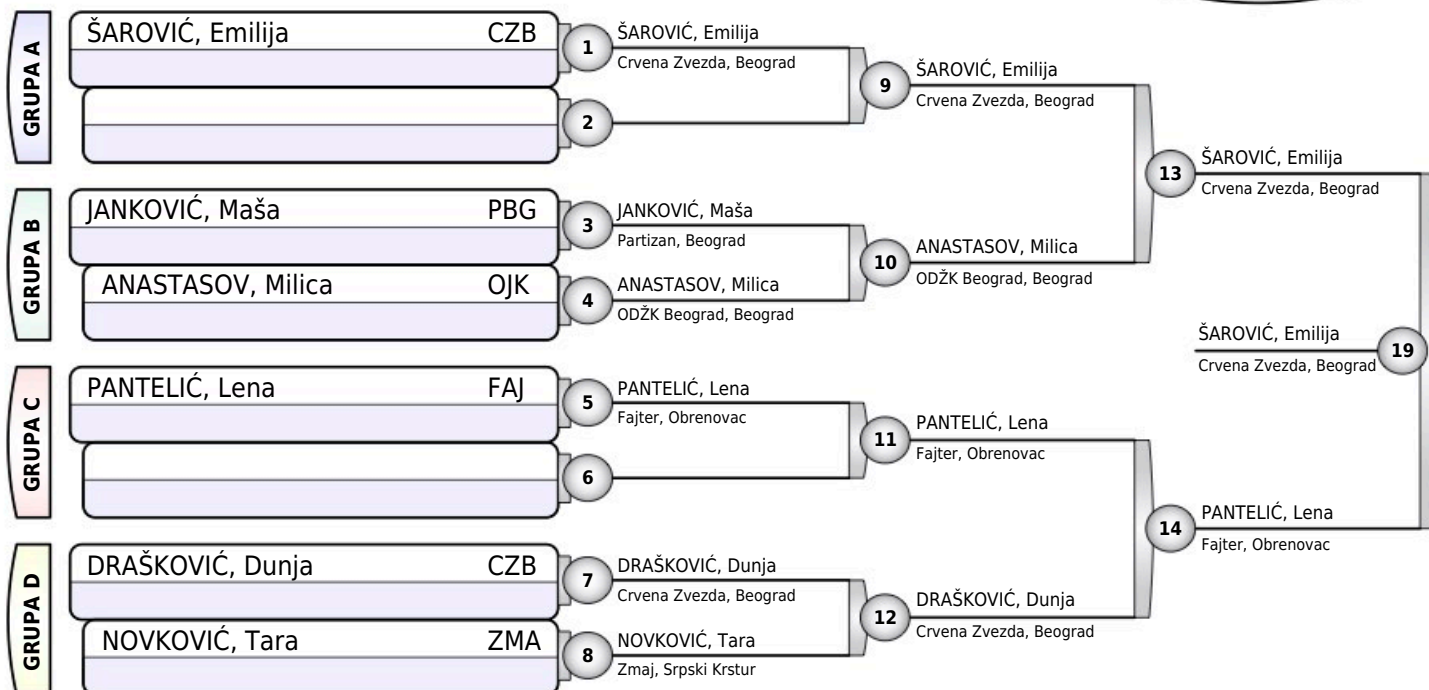 GRUPA A
ŠAROVIĆ, Emilija CZB
1
ŠAROVIĆ, Emilija
Crvena Zvezda, Beograd
2
9
ŠAROVIĆ, Emilija
Crvena Zvezda, Beograd
GRUPA B
JANKOVIĆ, Maša PBG
3
JANKOVIĆ, Maša
Partizan, Beograd
ANASTASOV, Milica OJK
4
ANASTASOV, Milica
ODŽK Beograd, Beograd
10
ANASTASOV, Milica
ODŽK Beograd, Beograd
13
ŠAROVIĆ, Emilija
Crvena Zvezda, Beograd
GRUPA C
PANTELIĆ, Lena FAJ
5
PANTELIĆ, Lena
Fajter, Obrenovac
6
11
PANTELIĆ, Lena
Fajter, Obrenovac
GRUPA D
DRAŠKOVIĆ, Dunja CZB
7
DRAŠKOVIĆ, Dunja
Crvena Zvezda, Beograd
NOVKOVIĆ, Tara ZMA
8
NOVKOVIĆ, Tara
Zmaj, Srpski Krstur
12
DRAŠKOVIĆ, Dunja
Crvena Zvezda, Beograd
14
PANTELIĆ, Lena
Fajter, Obrenovac
ŠAROVIĆ, Emilija
Crvena Zvezda, Beograd
19